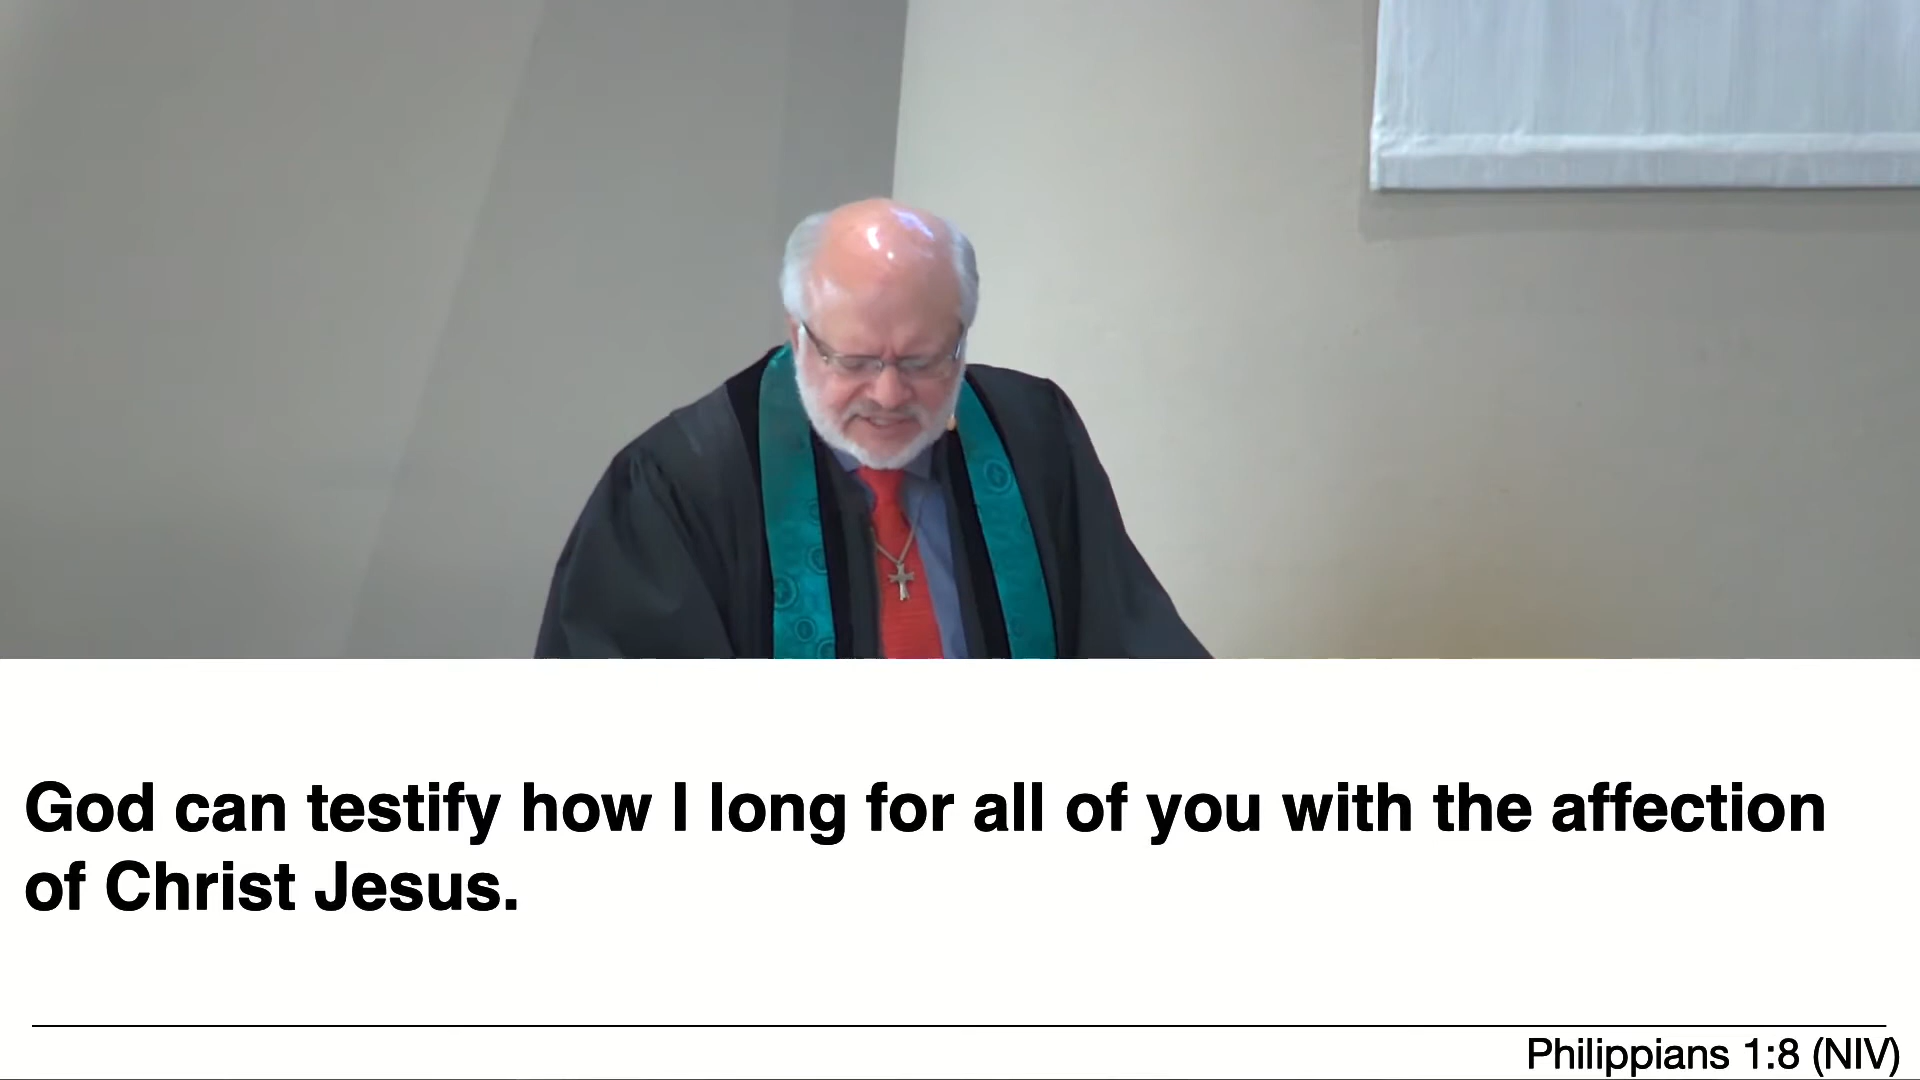 God can testify how I long for all of you with the affection
of Christ Jesus.
Philippians 1:8 (NIV)